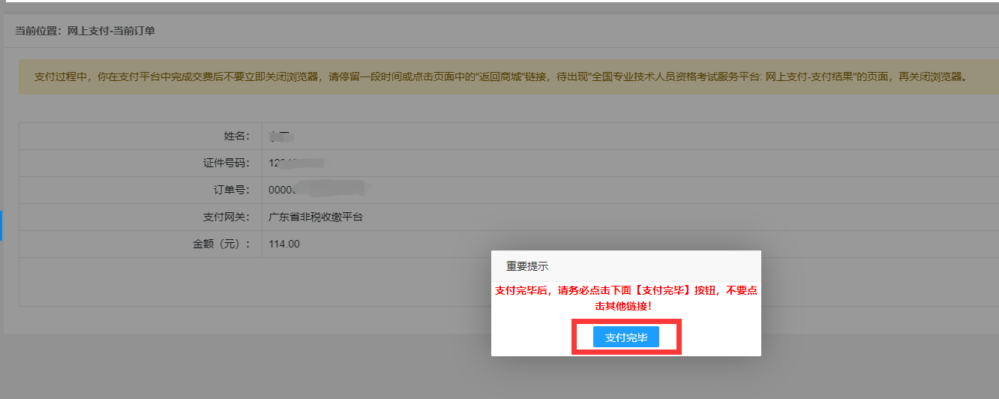 当前位置：网上支付-当前订单
支付过程中，你在支付平台中完成交费后不要立即关闭浏览器，请停留一段时间或点击页面中的"返回商城"链接，待出现"全国专业技术人员资格考试服务平台: 网上支付-支付结果"的页面，再关闭浏览器。
姓名：
证件号码：
订单号： 0000
支付网关： 广东省非税收缴平台
金额（元）： 114.00
重要提示
支付完毕后，请务必点击下面【支付完毕】按钮，不要点
击其他链接！
支付完毕